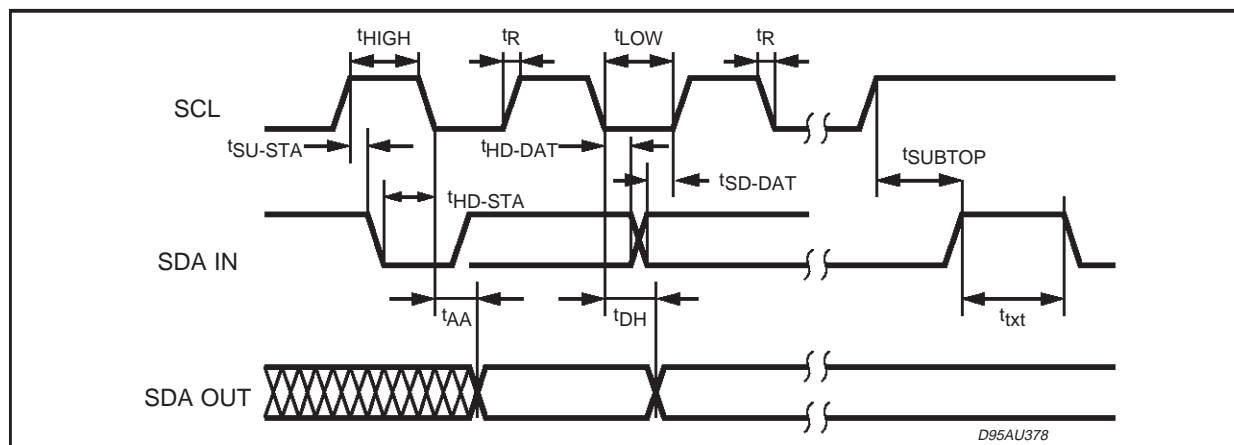 tHIGH tR tLOW tR
SCL
tSU-STA tHD-DAT tSUBTOP
tSD-DAT
tHD-STA
SDA IN
tAA tDH ttxt
SDA OUT
D95AU378